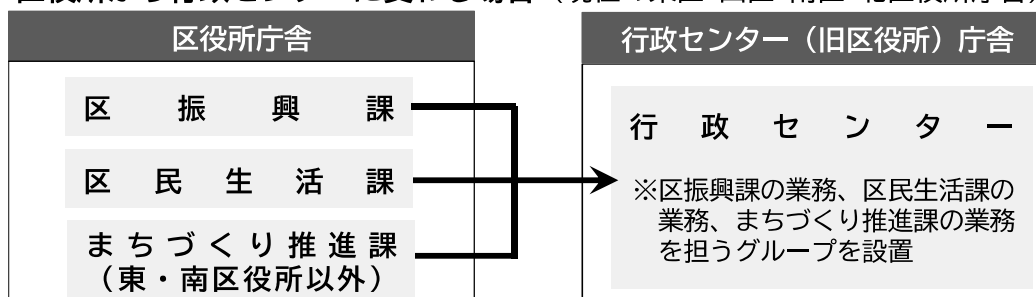 区役所庁舎
区振興課
区民生活課
まちづくり推進課
（東・南区役所以外）
行政センター（旧区役所）庁舎
行政センター
※区振興課の業務、区民生活課の
業務、まちづくり推進課の業務
を担うグループを設置